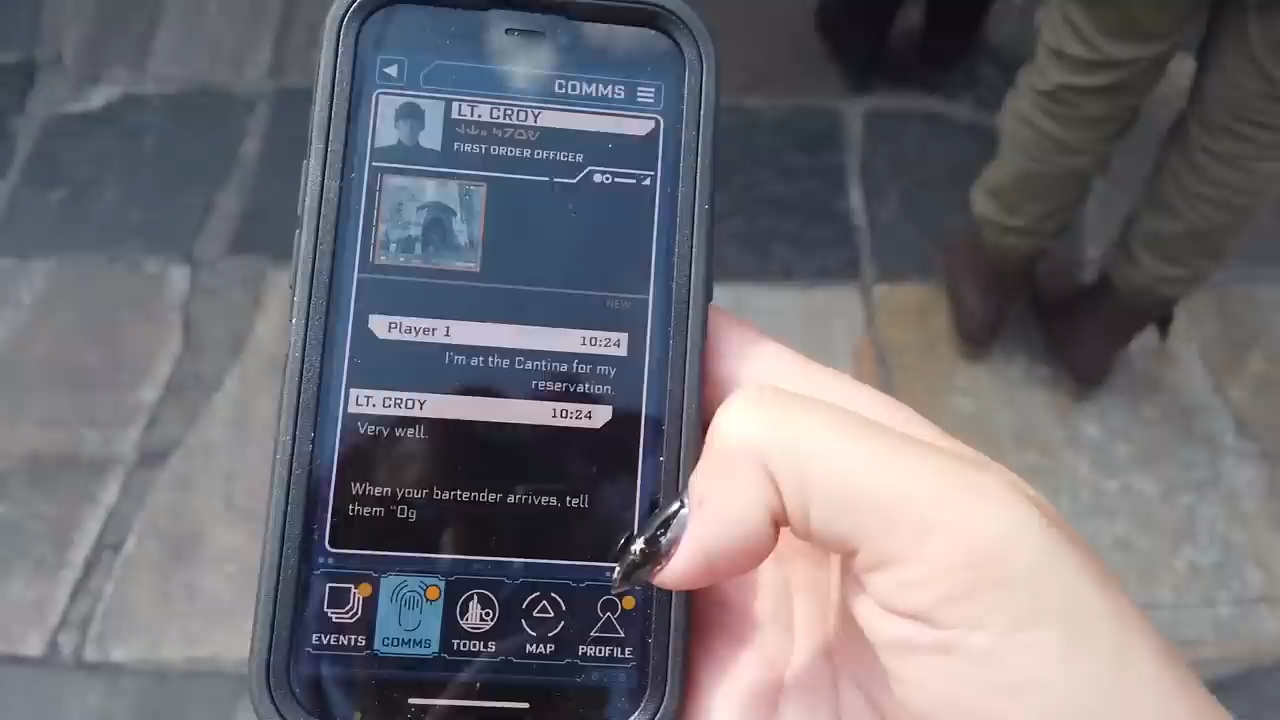 COMMS
LT. CROY
FIRST ORDER OFFICER
NEW
Player 1 10:24
I'm at the Cantina for my
reservation.
LT. CROY 10:24
Very well.
When your bartender arrives, tell
them "Og
EVENTS
COMMS
TOOLS
MAP
PROFILE